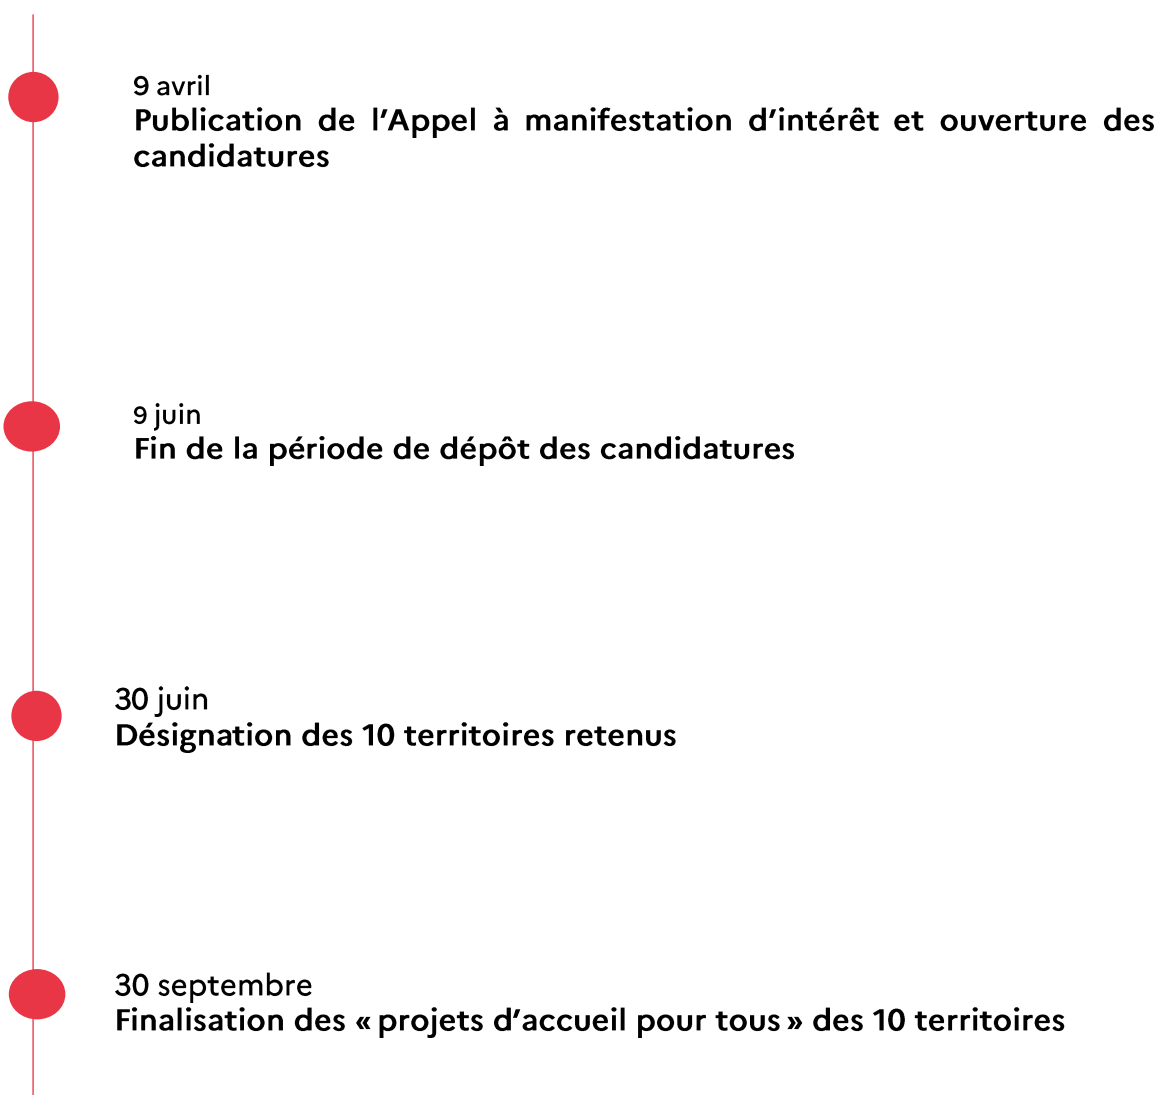 9 avril
Publication de l’Appel à manifestation d’intérêt et ouverture des
candidatures
9 juin
Fin de la période de dépôt des candidatures
30 juin
Désignation des 10 territoires retenus
30 septembre
Finalisation des « projets d’accueil pour tous » des 10 territoires